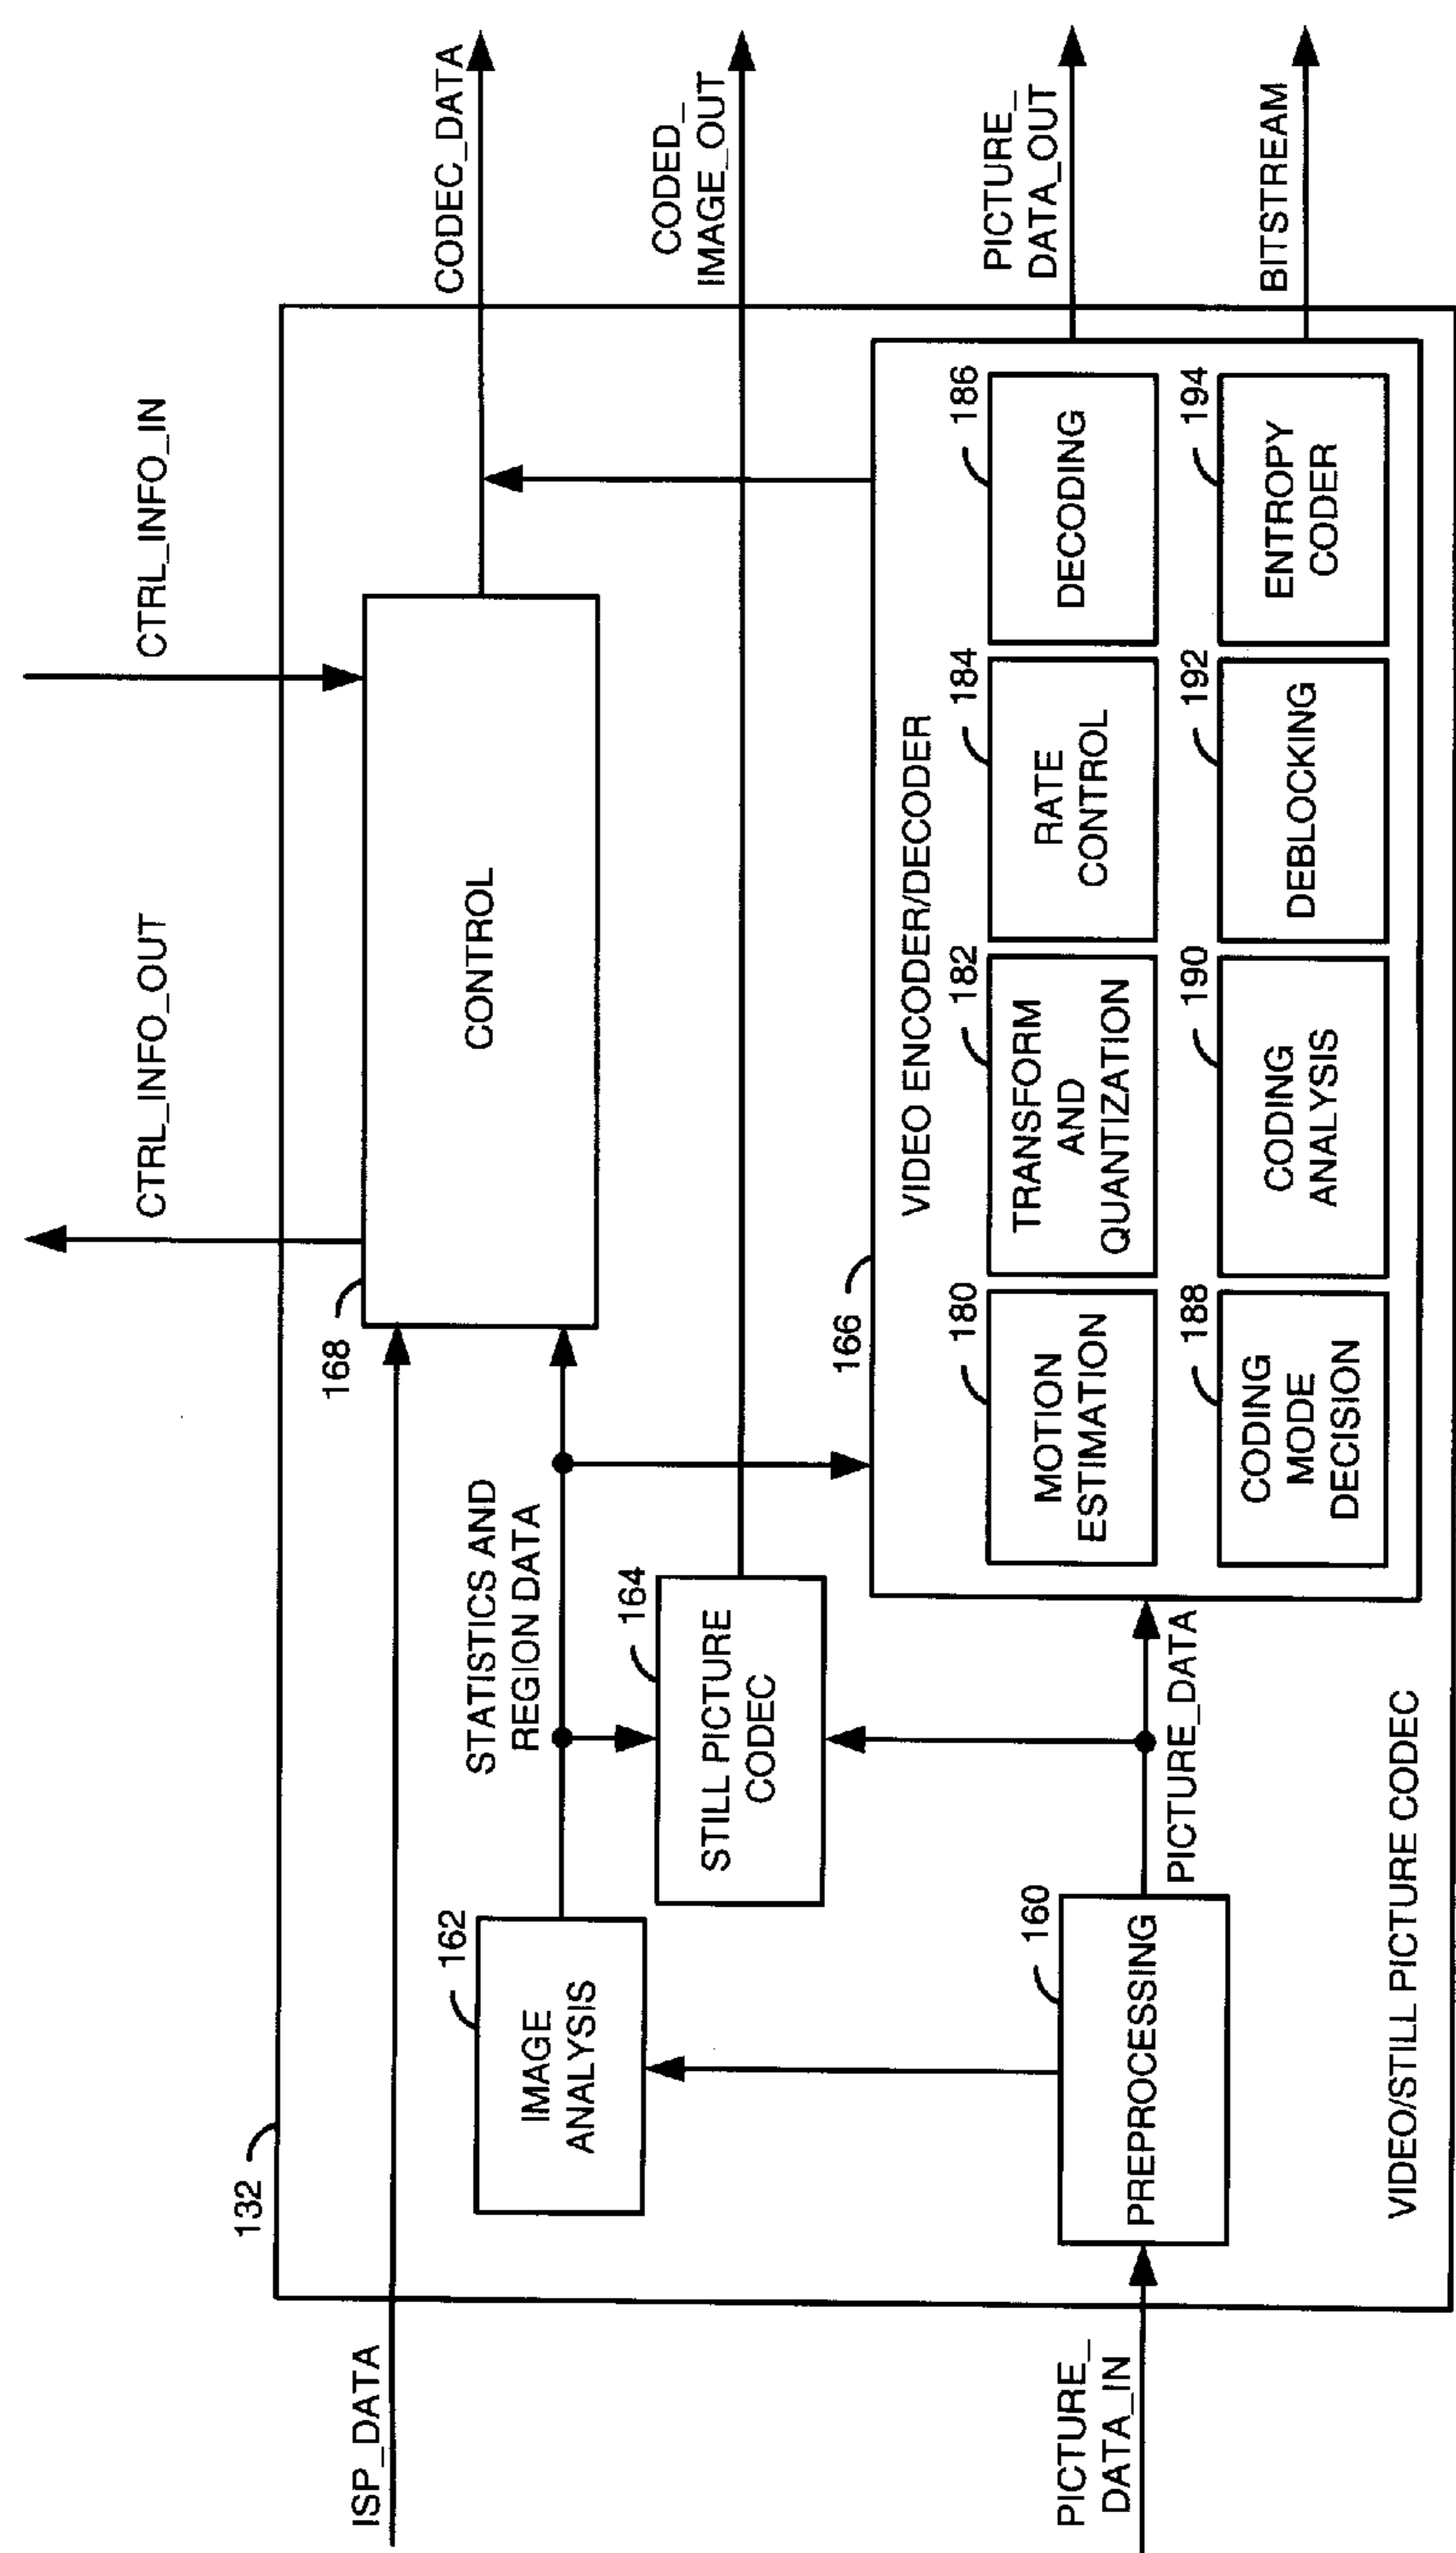 CTRL_INFO_OUT
CTRL_INFO_IN
ISP_DATA
132
168
CONTROL
CODEC_DATA
162
IMAGE
ANALYSIS
STATISTICS AND
REGION DATA
164
STILL PICTURE
CODEC
CODED_
IMAGE_OUT
166
VIDEO ENCODER/DECODER
180
MOTION
ESTIMATION
182
TRANSFORM
AND
QUANTIZATION
184
RATE
CONTROL
186
DECODING
PICTURE_
DATA_OUT
PICTURE_
DATA_IN
160
PREPROCESSING
PICTURE_DATA
188
CODING
MODE
DECISION
190
CODING
ANALYSIS
192
DEBLOCKING
194
ENTROPY
CODER
BITSTREAM
VIDEO/STILL PICTURE CODEC